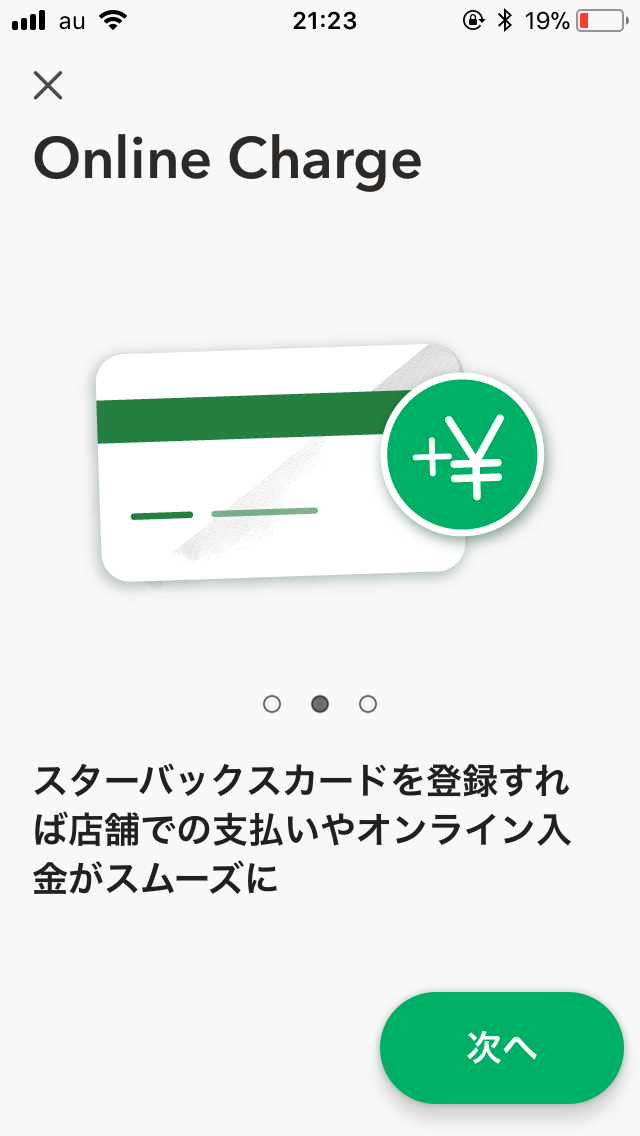 au 21:23 19%
Online Charge
+¥
スターバックスカードを登録すれ
ば店舗での支払いやオンライン入
金がスムーズに
次へ